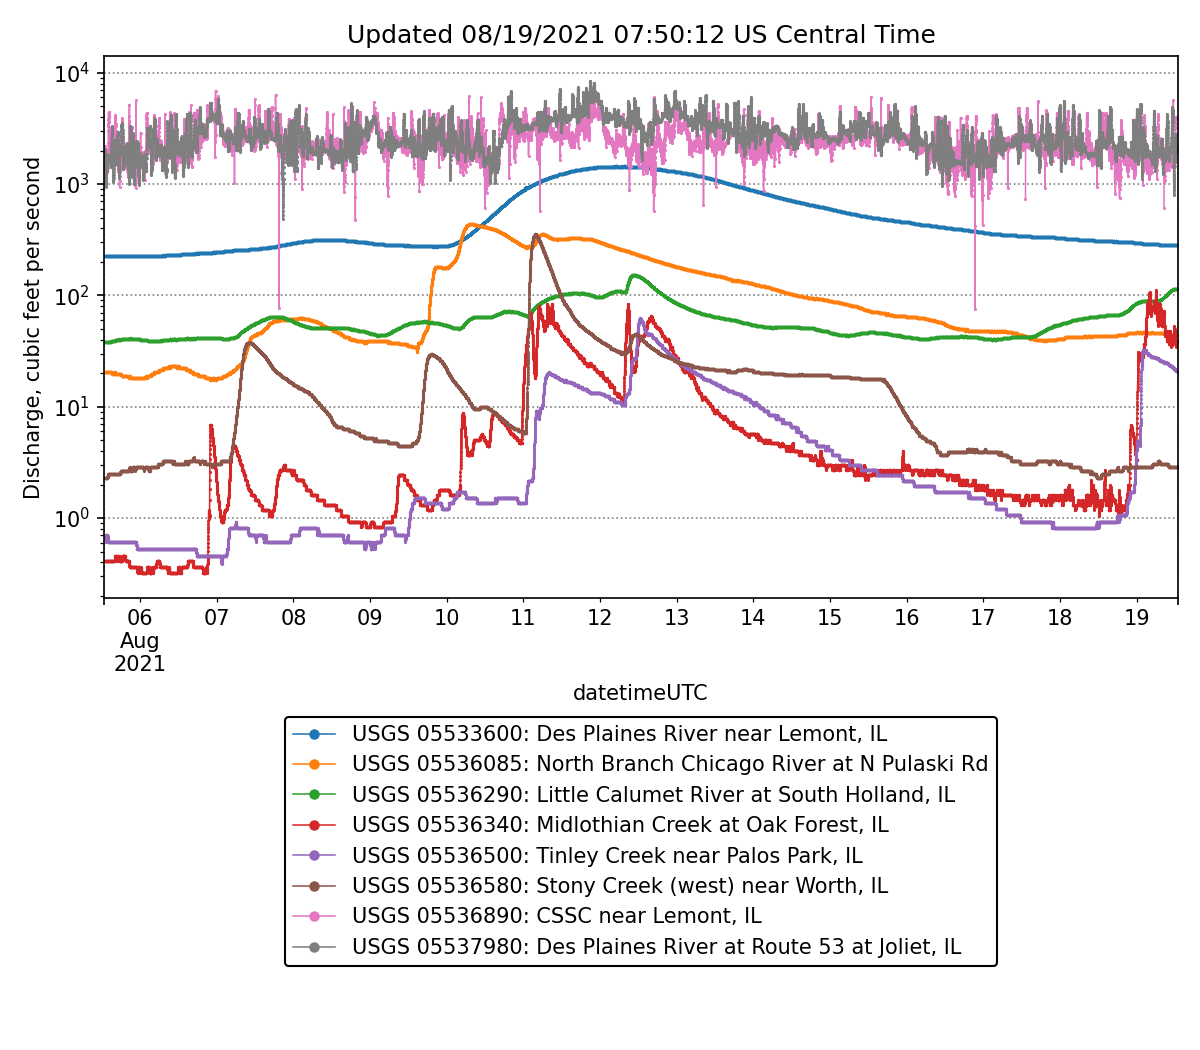 Updated 08/19/2021 07:50:12 US Central Time
Discharge, cubic feet per second
10^4
10^3
10^2
10^1
10^0
06 07 08 09 10 11 12 13 14 15 16 17 18 19
Aug
2021
datetimeUTC
USGS 05533600: Des Plaines River near Lemont, IL
USGS 05536085: North Branch Chicago River at N Pulaski Rd
USGS 05536290: Little Calumet River at South Holland, IL
USGS 05536340: Midlothian Creek at Oak Forest, IL
USGS 05536500: Tinley Creek near Palos Park, IL
USGS 05536580: Stony Creek (west) near Worth, IL
USGS 05536890: CSSC near Lemont, IL
USGS 05537980: Des Plaines River at Route 53 at Joliet, IL